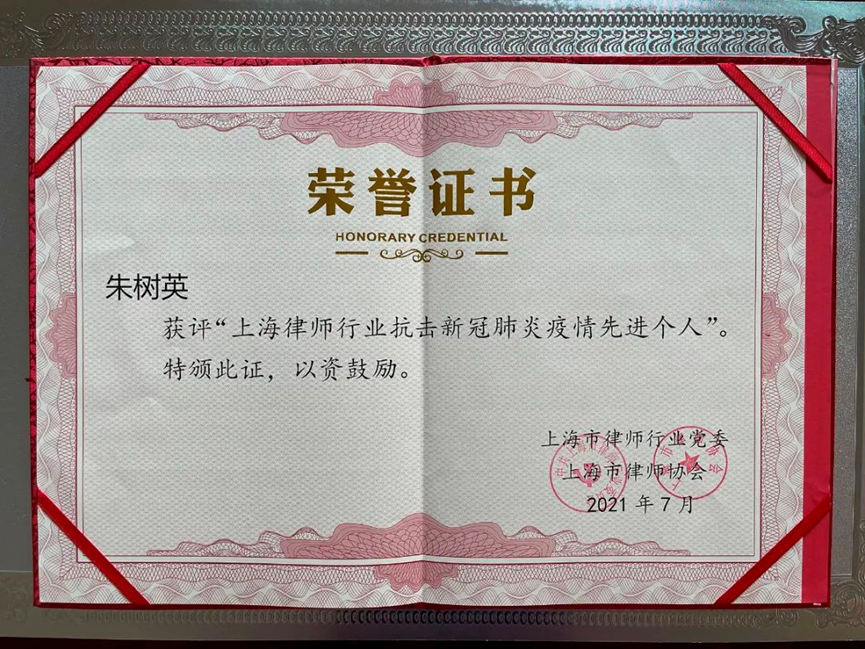 荣誉证书
HONORARY CREDENTIAL
朱树英
获评“上海律师行业抗击新冠肺炎疫情先进个人”。
特颁此证，以资鼓励。
上海市律师行业党委
上海市律师协会
2021 年 7 月